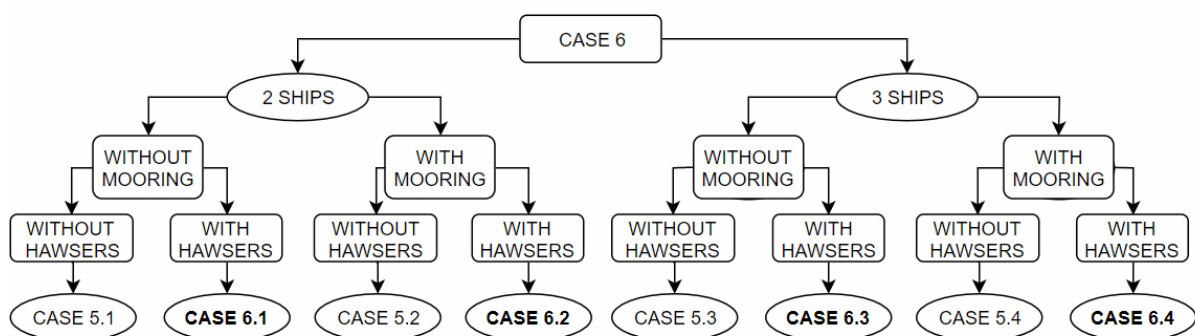 CASE 6
2 SHIPS
3 SHIPS
WITHOUT
MOORING
WITH
MOORING
WITHOUT
MOORING
WITH
MOORING
WITHOUT
HAWSERS
WITH
HAWSERS
WITHOUT
HAWSERS
WITH
HAWSERS
WITHOUT
HAWSERS
WITH
HAWSERS
WITHOUT
HAWSERS
WITH
HAWSERS
CASE 5.1
CASE 6.1
CASE 5.2
CASE 6.2
CASE 5.3
CASE 6.3
CASE 5.4
CASE 6.4